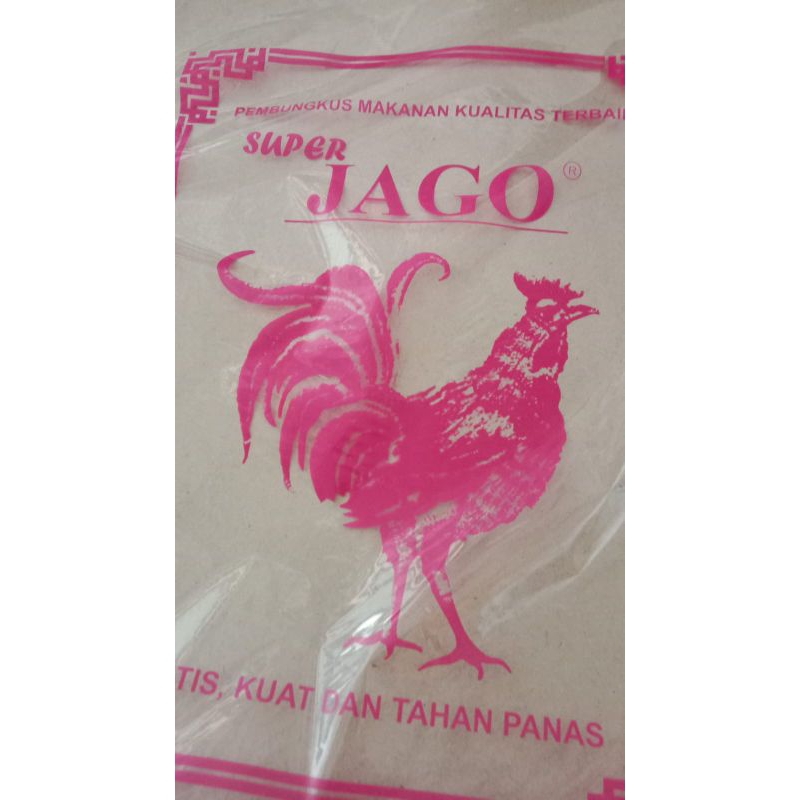 PEMBUNGKUS MAKANAN KUALITAS TERBAI
SUPER
JAGO®
TIS, KUAT DAN TAHAN PANAS